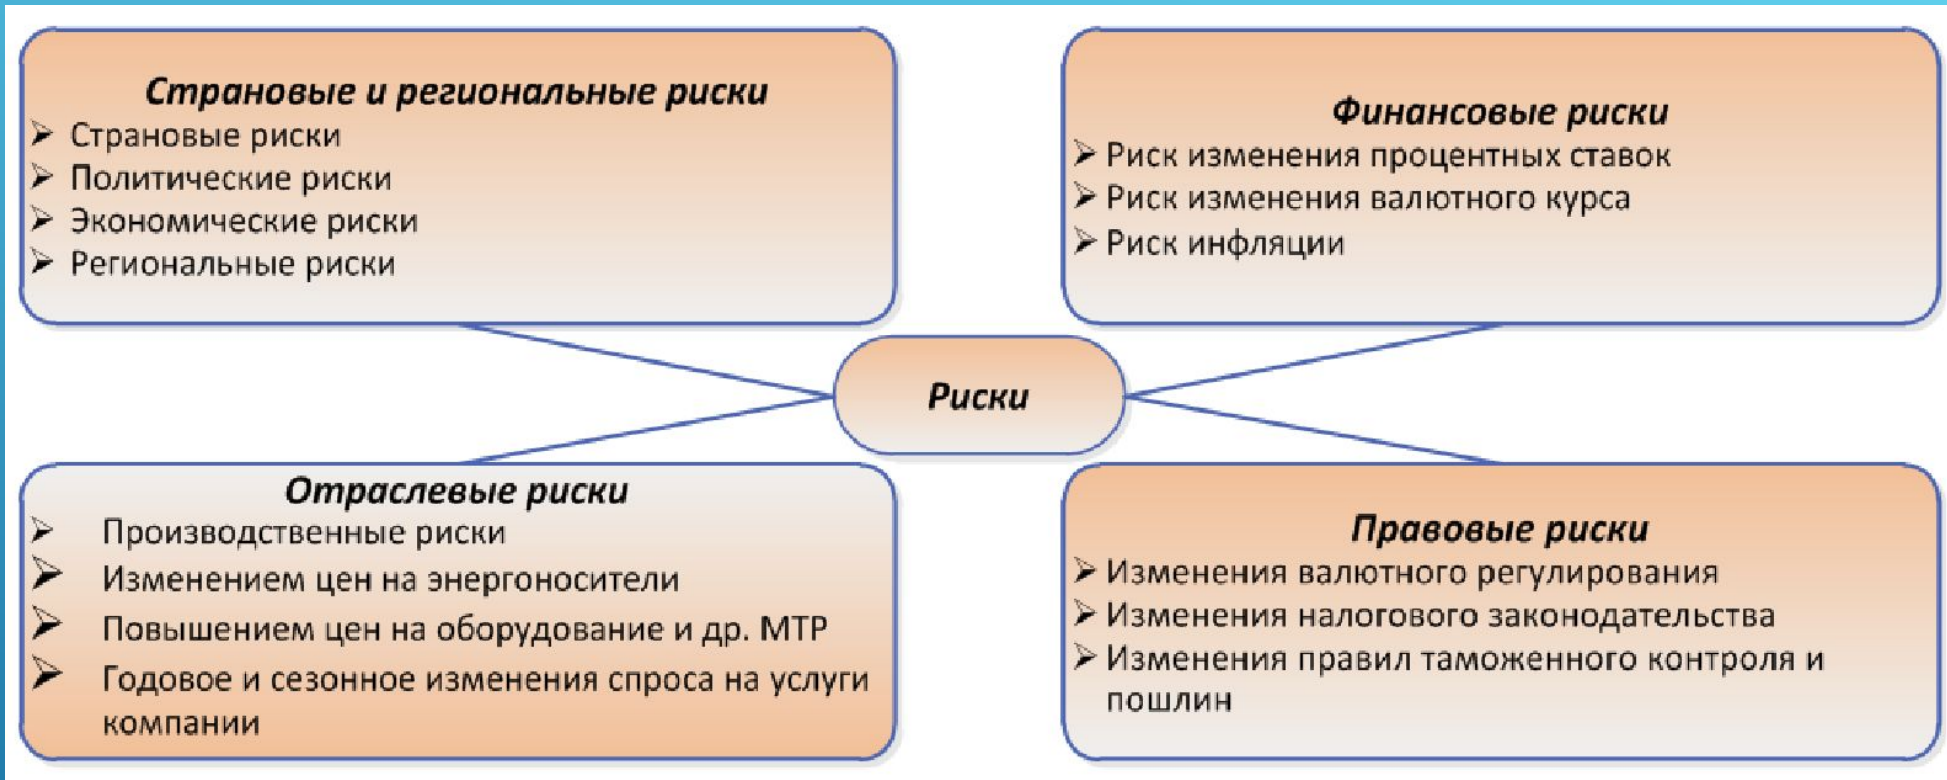 Страновые и региональные риски
➢ Страновые риски
➢ Политические риски
➢ Экономические риски
➢ Региональные риски
Финансовые риски
➢ Риск изменения процентных ставок
➢ Риск изменения валютного курса
➢ Риск инфляции
Риски
Отраслевые риски
➢ Производственные риски
➢ Изменением цен на энергоносители
➢ Повышением цен на оборудование и др. МТР
➢ Годовое и сезонное изменения спроса на услуги
компании
Правовые риски
➢ Изменения валютного регулирования
➢ Изменения налогового законодательства
➢ Изменения правил таможенного контроля и
пошлин